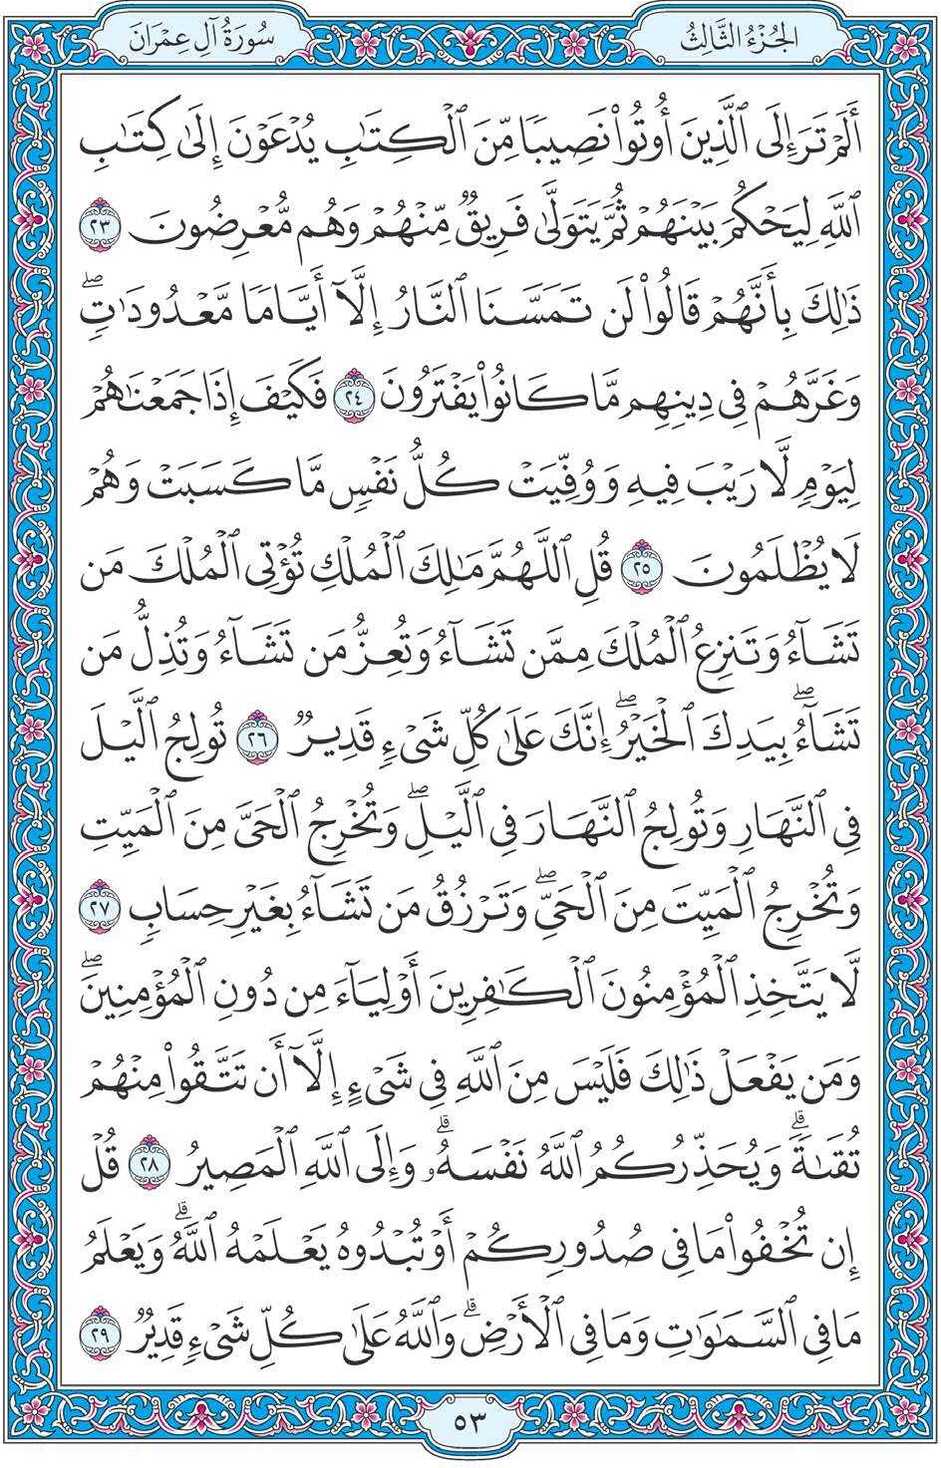 الجُزْءُ الثَّالِثُ
سُورَةُ آلِ عِمْرَانَ
أَلَمْ تَرَ إِلَى ٱلَّذِينَ أُوتُوا۟ نَصِيبًا مِّنَ ٱلْكِتَٰبِ يُدْعَوْنَ إِلَىٰ كِتَٰبِ
ٱللَّهِ لِيَحْكُمَ بَيْنَهُمْ ثُمَّ يَتَوَلَّىٰ فَرِيقٌ مِّنْهُمْ وَهُم مُّعْرِضُونَ ٢٣
ذَٰلِكَ بِأَنَّهُمْ قَالُوا۟ لَن تَمَسَّنَا ٱلنَّارُ إِلَّآ أَيَّامًا مَّعْدُودَٰتٍۖ
وَغَرَّهُمْ فِى دِينِهِم مَّا كَانُوا۟ يَفْتَرُونَ ٢٤ فَكَيْفَ إِذَا جَمَعْنَٰهُمْ
لِيَوْمٍ لَّا رَيْبَ فِيهِ وَوُفِّيَتْ كُلُّ نَفْسٍ مَّا كَسَبَتْ وَهُمْ
لَا يُظْلَمُونَ ٢٥ قُلِ ٱللَّهُمَّ مَٰلِكَ ٱلْمُلْكِ تُؤْتِى ٱلْمُلْكَ مَن
تَشَآءُ وَتَنزِعُ ٱلْمُلْكَ مِمَّن تَشَآءُ وَتُعِزُّ مَن تَشَآءُ وَتُذِلُّ مَن
تَشَآءُۖ بِيَدِكَ ٱلْخَيْرُۖ إِنَّكَ عَلَىٰ كُلِّ شَىْءٍ قَدِيرٌ ٢٦ تُولِجُ ٱلَّيْلَ
فِى ٱلنَّهَارِ وَتُولِجُ ٱلنَّهَارَ فِى ٱلَّيْلِۖ وَتُخْرِجُ ٱلْحَىَّ مِنَ ٱلْمَيِّتِ
وَتُخْرِجُ ٱلْمَيِّتَ مِنَ ٱلْحَىِّۖ وَتَرْزُقُ مَن تَشَآءُ بِغَيْرِ حِسَابٍ ٢٧
لَّا يَتَّخِذِ ٱلْمُؤْمِنُونَ ٱلْكَٰفِرِينَ أَوْلِيَآءَ مِن دُونِ ٱلْمُؤْمِنِينَۖ
وَمَن يَفْعَلْ ذَٰلِكَ فَلَيْسَ مِنَ ٱللَّهِ فِى شَىْءٍ إِلَّآ أَن تَتَّقُوا۟ مِنْهُمْ
تُقَىٰةًۗ وَيُحَذِّرُكُمُ ٱللَّهُ نَفْسَهُۥۗ وَإِلَى ٱللَّهِ ٱلْمَصِيرُ ٢٨ قُلْ
إِن تُخْفُوا۟ مَا فِى صُدُورِكُمْ أَوْ تُبْدُوهُ يَعْلَمْهُ ٱللَّهُۗ وَيَعْلَمُ
مَا فِى ٱلسَّمَٰوَٰتِ وَمَا فِى ٱلْأَرْضِۗ وَٱللَّهُ عَلَىٰ كُلِّ شَىْءٍ قَدِيرٌ ٢٩
٥٣